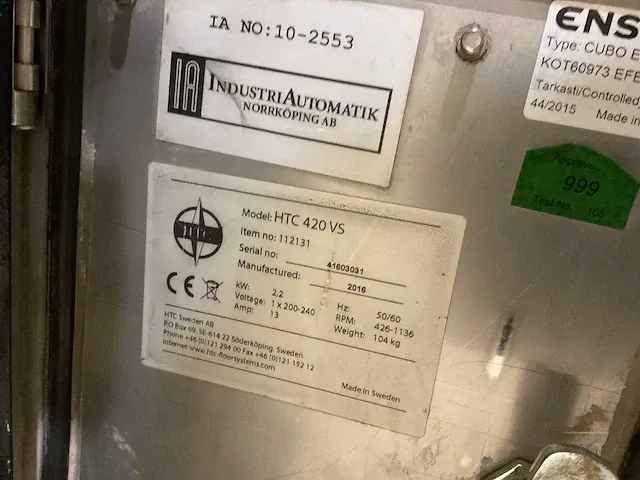 IA NO:10-2553
IA INDUSTRIAUTOMATIK
NORRKÖPING AB
ENS
Type: CUBO E
KOT60973 EFE
Tarkasti/Controlled
44/2015 Made in
Approved
999
Test No. 105
HTC
Model: HTC 420 VS
Item no: 112131
Serial no: 41603031
Manufactured: 2016
CE
kW: 2,2 Hz: 50/60
Voltage: 1 x 200-240 RPM: 426-1136
Amp: 13 Weight: 104 kg
HTC Sweden AB
PO Box 69, SE-614 22 Söderköping, Sweden
Phone +46 (0)121 294 00 Fax +46 (0)121 152 12
Internet www.htc-floorsystems.com
Made in Sweden